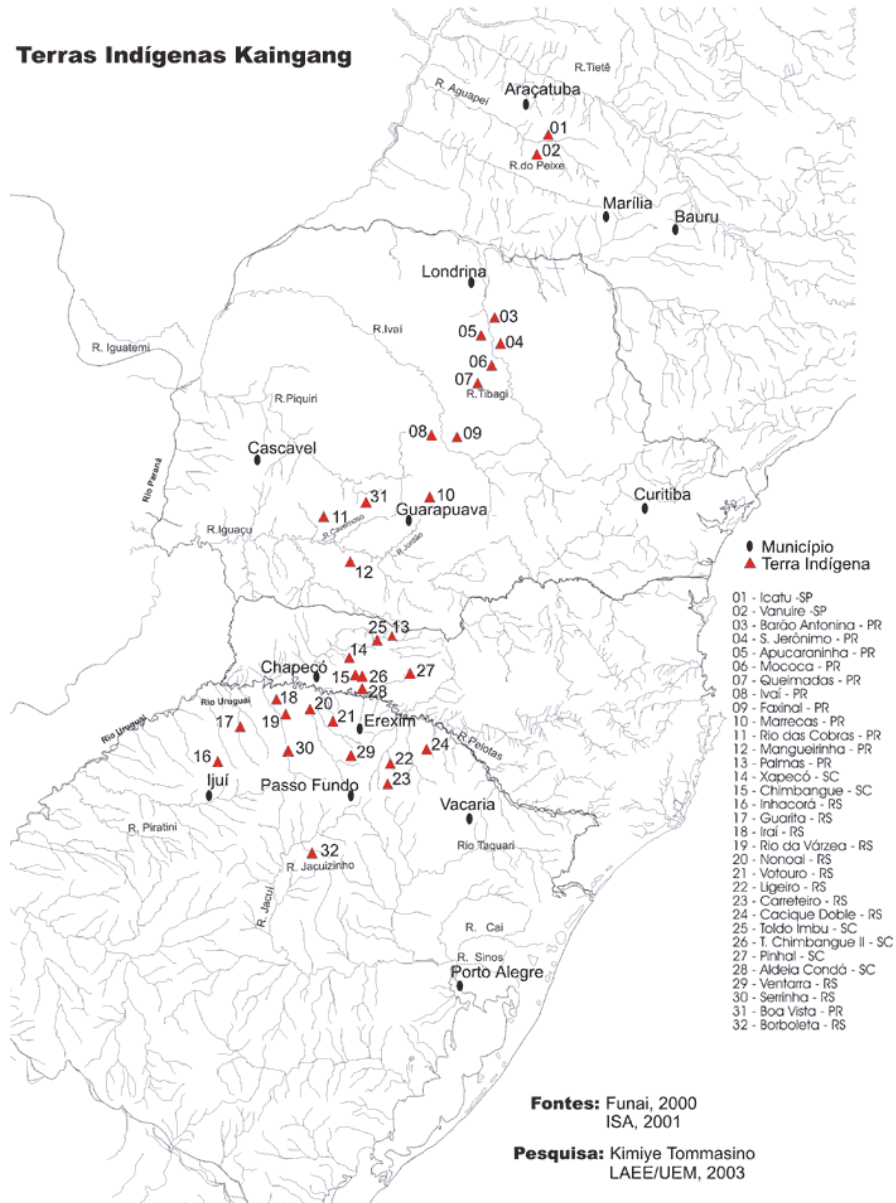 Terras Indígenas Kaingang
R.Tietê
R. Aguapeí
Araçatuba
01
02
R.do Peixe
Marília
Bauru
Londrina
03
05
04
R.Ivaí
06
07
R.Tibagi
R. Iguatemi
R.Piquiri
08
09
Cascavel
Rio Paraná
31
10
11
Guarapuava
Curitiba
R.Cavernoso
R.Iguaçu
R.Jordão
12
Município
Terra Indígena
01 - Icatu -SP
02 - Vanuire -SP
03 - Barão Antonina - PR
04 - S. Jerônimo - PR
05 - Apucaraninha - PR
06 - Mococa - PR
07 - Queimadas - PR
08 - Ivaí - PR
09 - Faxinal - PR
10 - Marrecas - PR
11 - Rio das Cobras - PR
12 - Mangueirinha - PR
13 - Palmas - PR
14 - Xapecó - SC
15 - Chimbangue - SC
16 - Inhacorá - RS
17 - Guarita - RS
18 - Iraí - RS
19 - Rio da Várzea - RS
20 - Nonoai - RS
21 - Votouro - RS
22 - Ligeiro - RS
23 - Carreteiro - RS
24 - Cacique Doble - RS
25 - Toldo Imbu - SC
26 - T. Chimbangue II - SC
27 - Pinhal - SC
28 - Aldeia Condá - SC
29 - Ventarra - RS
30 - Serrinha - RS
31 - Boa Vista - PR
32 - Borboleta - RS
25
13
14
Chapecó
15
26
27
28
Rio Uruguai
18
20
Rio Uruguai
19
17
21
Erexim
R.Pelotas
24
30
29
16
22
Ijuí
Passo Fundo
23
Vacaria
R. Piratini
Rio Taquari
32
R. Jacuizinho
R. Jacuí
R. Cai
R. Sinos
Porto Alegre
Fontes: Funai, 2000
ISA, 2001
Pesquisa: Kimiye Tommasino
LAEE/UEM, 2003